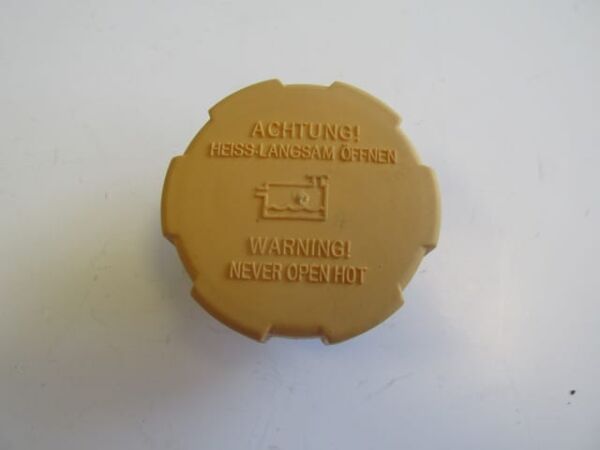 ACHTUNG!
HEISS-LANGSAM ÖFFNEN
WARNING!
NEVER OPEN HOT